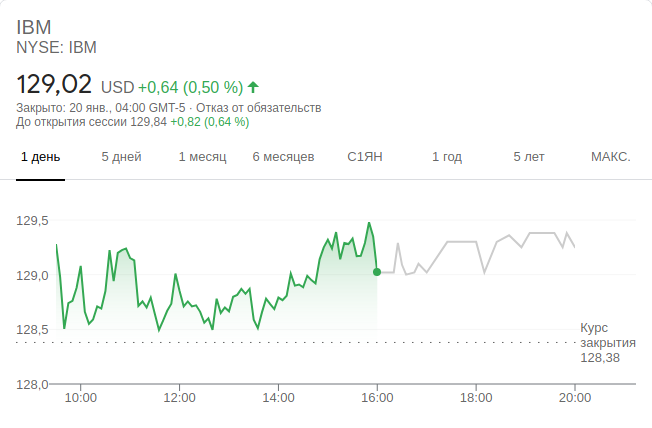 IBM
NYSE: IBM
129,02 USD +0,64 (0,50 %)
Закрыто: 20 янв., 04:00 GMT-5 · Отказ от обязательств
До открытия сессии 129,84 +0,82 (0,64 %)
1 день 5 дней 1 месяц 6 месяцев С1ЯН 1 год 5 лет МАКС.
129,5
129,0
128,5
Курс
закрытия
128,38
128,0
10:00 12:00 14:00 16:00 18:00 20:00